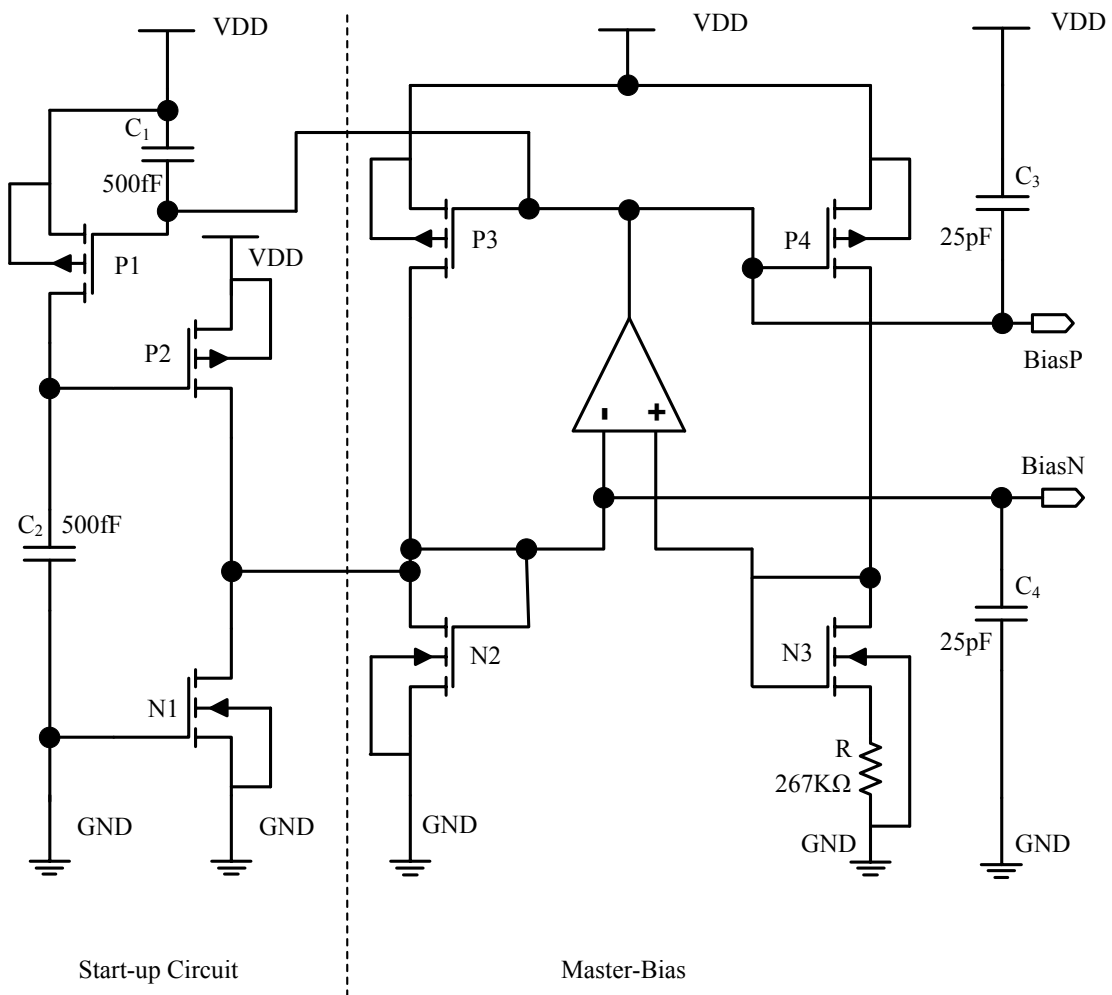 VDD
VDD
VDD
C₁
500fF
P1
VDD
P2
C₂ 500fF
N1
GND
GND
P3
P4
C₃
25pF
BiasP
- +
BiasN
N2
N3
C₄
25pF
R
267KΩ
GND
GND
GND
Start-up Circuit
Master-Bias